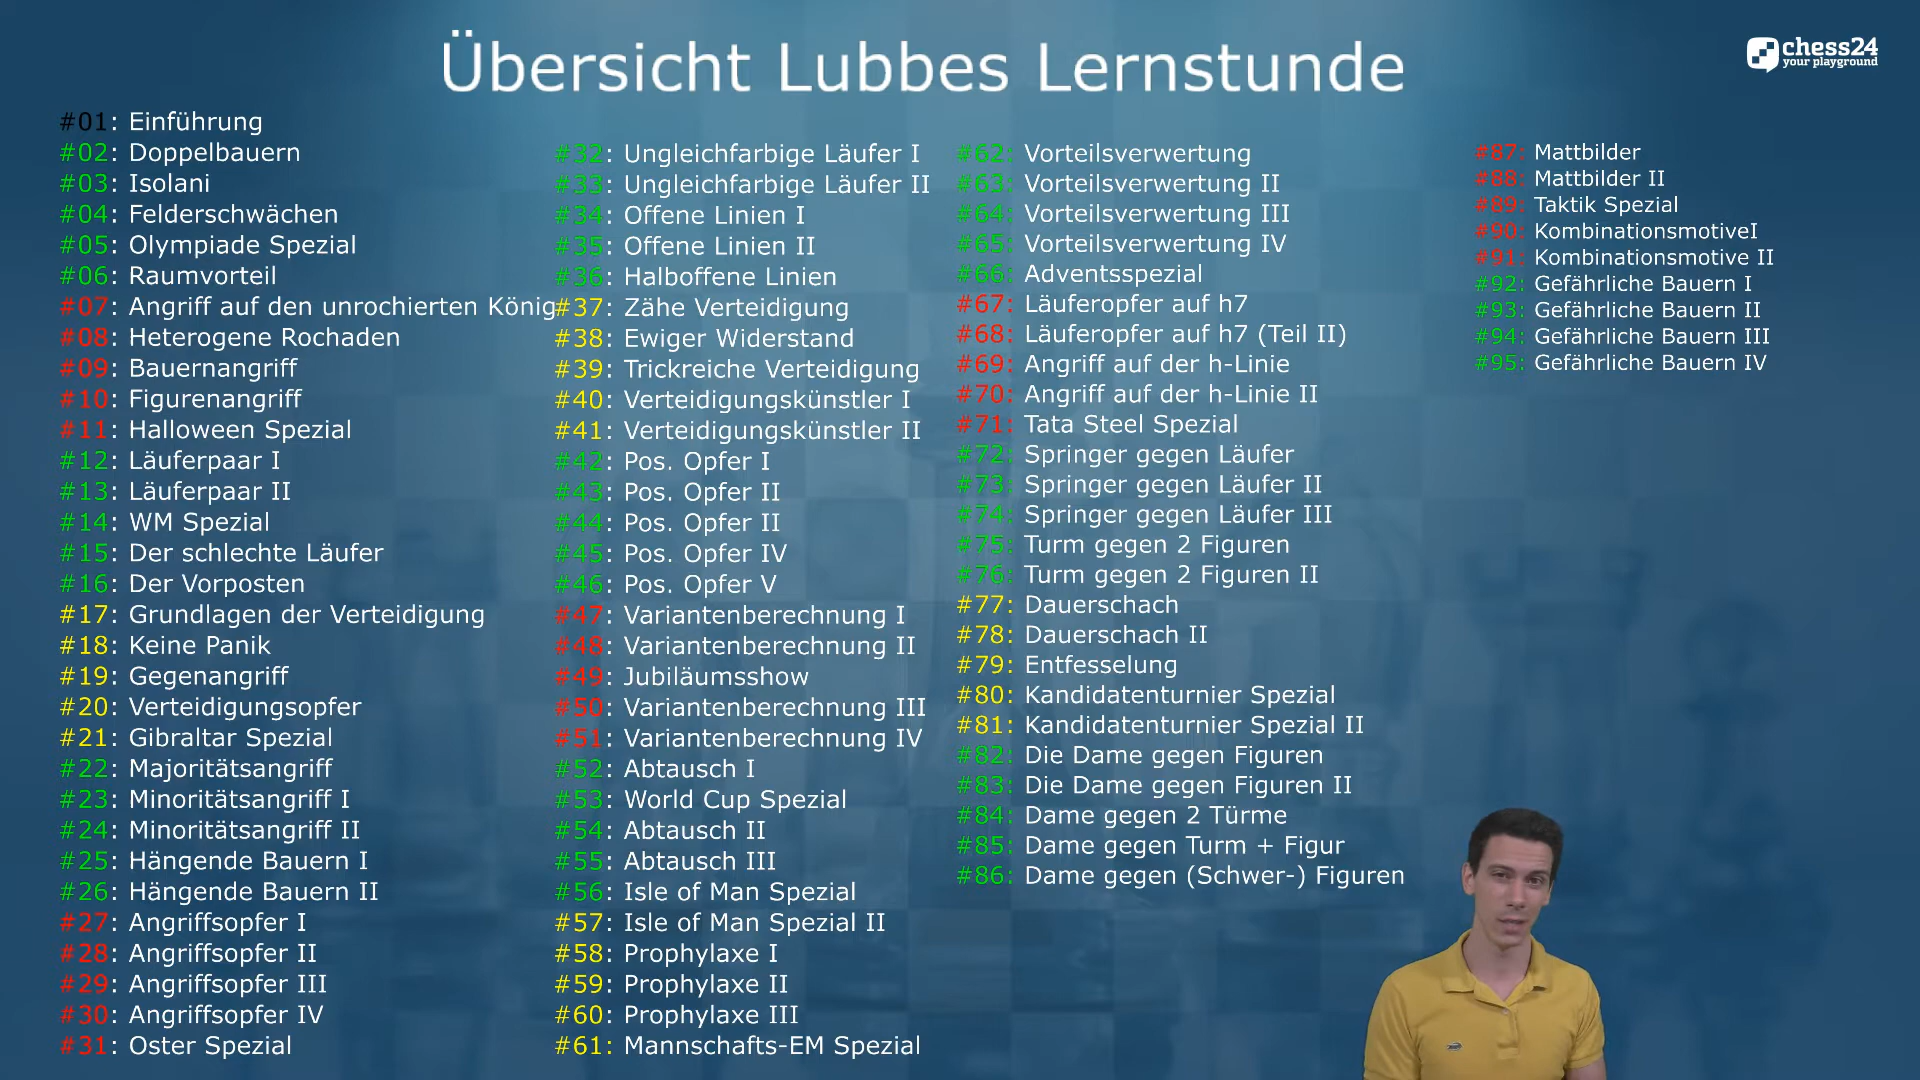 Übersicht Lubbes Lernstunde
chess24
your playground
#01: Einführung
#02: Doppelbauern
#03: Isolani
#04: Felderschwächen
#05: Olympiade Spezial
#06: Raumvorteil
#07: Angriff auf den unrochierten König
#08: Heterogene Rochaden
#09: Bauernangriff
#10: Figurenangriff
#11: Halloween Spezial
#12: Läuferpaar I
#13: Läuferpaar II
#14: WM Spezial
#15: Der schlechte Läufer
#16: Der Vorposten
#17: Grundlagen der Verteidigung
#18: Keine Panik
#19: Gegenangriff
#20: Verteidigungsopfer
#21: Gibraltar Spezial
#22: Majoritätsangriff
#23: Minoritätsangriff I
#24: Minoritätsangriff II
#25: Hängende Bauern I
#26: Hängende Bauern II
#27: Angriffsopfer I
#28: Angriffsopfer II
#29: Angriffsopfer III
#30: Angriffsopfer IV
#31: Oster Spezial
#32: Ungleichfarbige Läufer I
#33: Ungleichfarbige Läufer II
#34: Offene Linien I
#35: Offene Linien II
#36: Halboffene Linien
#37: Zähe Verteidigung
#38: Ewiger Widerstand
#39: Trickreiche Verteidigung
#40: Verteidigungskünstler I
#41: Verteidigungskünstler II
#42: Pos. Opfer I
#43: Pos. Opfer II
#44: Pos. Opfer II
#45: Pos. Opfer IV
#46: Pos. Opfer V
#47: Variantenberechnung I
#48: Variantenberechnung II
#49: Jubiläumsshow
#50: Variantenberechnung III
#51: Variantenberechnung IV
#52: Abtausch I
#53: World Cup Spezial
#54: Abtausch II
#55: Abtausch III
#56: Isle of Man Spezial
#57: Isle of Man Spezial II
#58: Prophylaxe I
#59: Prophylaxe II
#60: Prophylaxe III
#61: Mannschafts-EM Spezial
#62: Vorteilsverwertung
#63: Vorteilsverwertung II
#64: Vorteilsverwertung III
#65: Vorteilsverwertung IV
#66: Adventsspezial
#67: Läuferopfer auf h7
#68: Läuferopfer auf h7 (Teil II)
#69: Angriff auf der h-Linie
#70: Angriff auf der h-Linie II
#71: Tata Steel Spezial
#72: Springer gegen Läufer
#73: Springer gegen Läufer II
#74: Springer gegen Läufer III
#75: Turm gegen 2 Figuren
#76: Turm gegen 2 Figuren II
#77: Dauerschach
#78: Dauerschach II
#79: Entfesselung
#80: Kandidatenturnier Spezial
#81: Kandidatenturnier Spezial II
#82: Die Dame gegen Figuren
#83: Die Dame gegen Figuren II
#84: Dame gegen 2 Türme
#85: Dame gegen Turm + Figur
#86: Dame gegen (Schwer-) Figuren
#87: Mattbilder
#88: Mattbilder II
#89: Taktik Spezial
#90: KombinationsmotiveI
#91: Kombinationsmotive II
#92: Gefährliche Bauern I
#93: Gefährliche Bauern II
#94: Gefährliche Bauern III
#95: Gefährliche Bauern IV